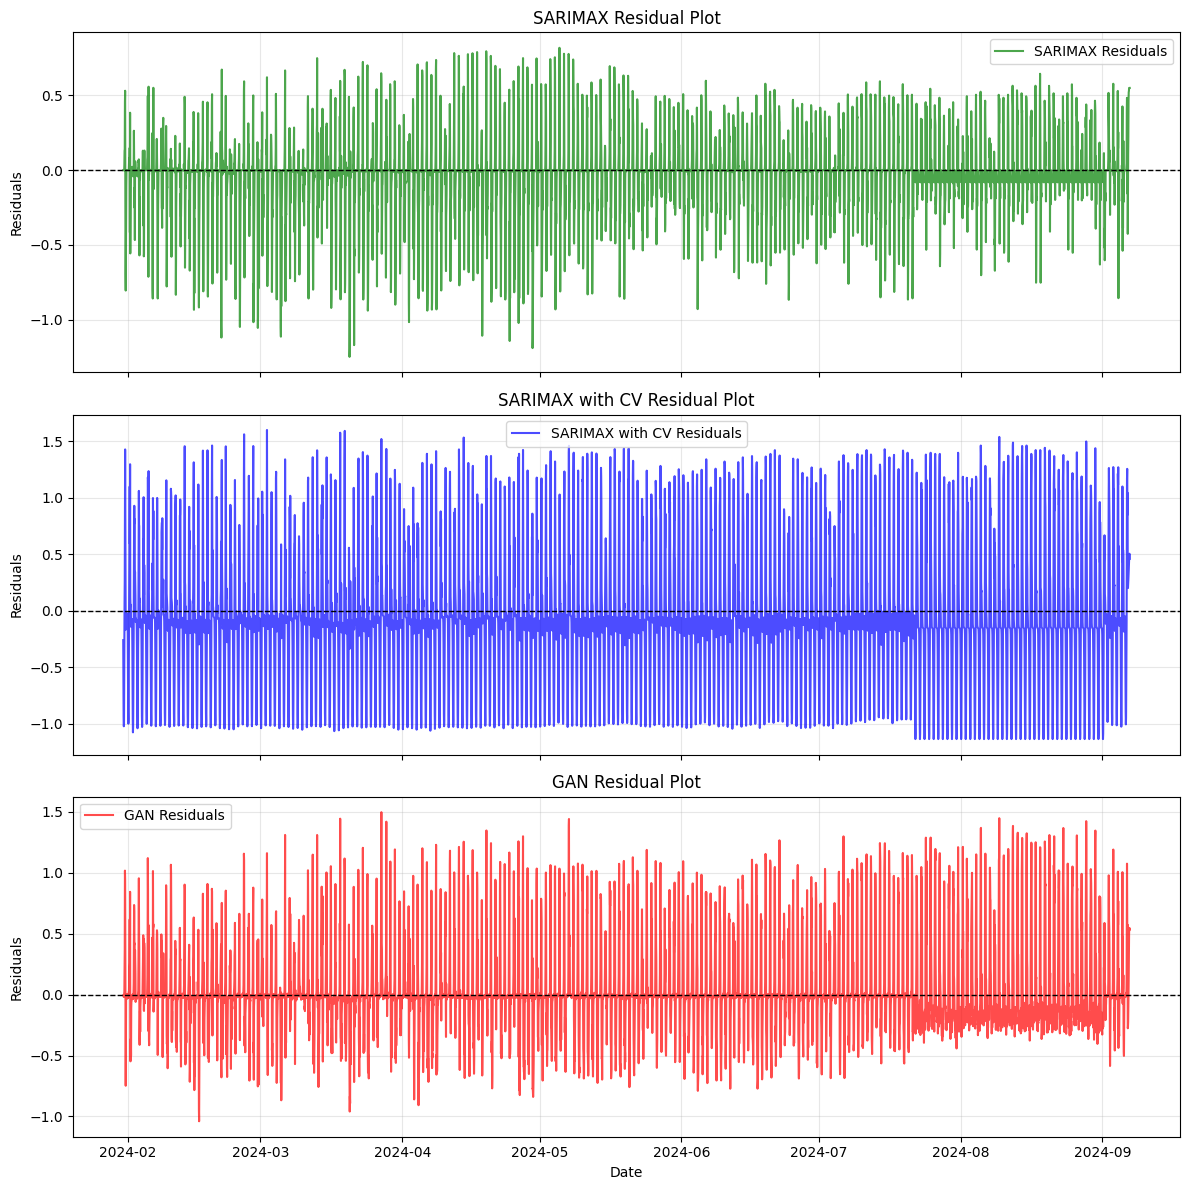 SARIMAX Residual Plot
SARIMAX Residuals
0.5
0.0
−0.5
−1.0
Residuals
SARIMAX with CV Residual Plot
SARIMAX with CV Residuals
1.5
1.0
0.5
0.0
−0.5
−1.0
Residuals
GAN Residual Plot
GAN Residuals
1.5
1.0
0.5
0.0
−0.5
−1.0
Residuals
2024-02 2024-03 2024-04 2024-05 2024-06 2024-07 2024-08 2024-09
Date